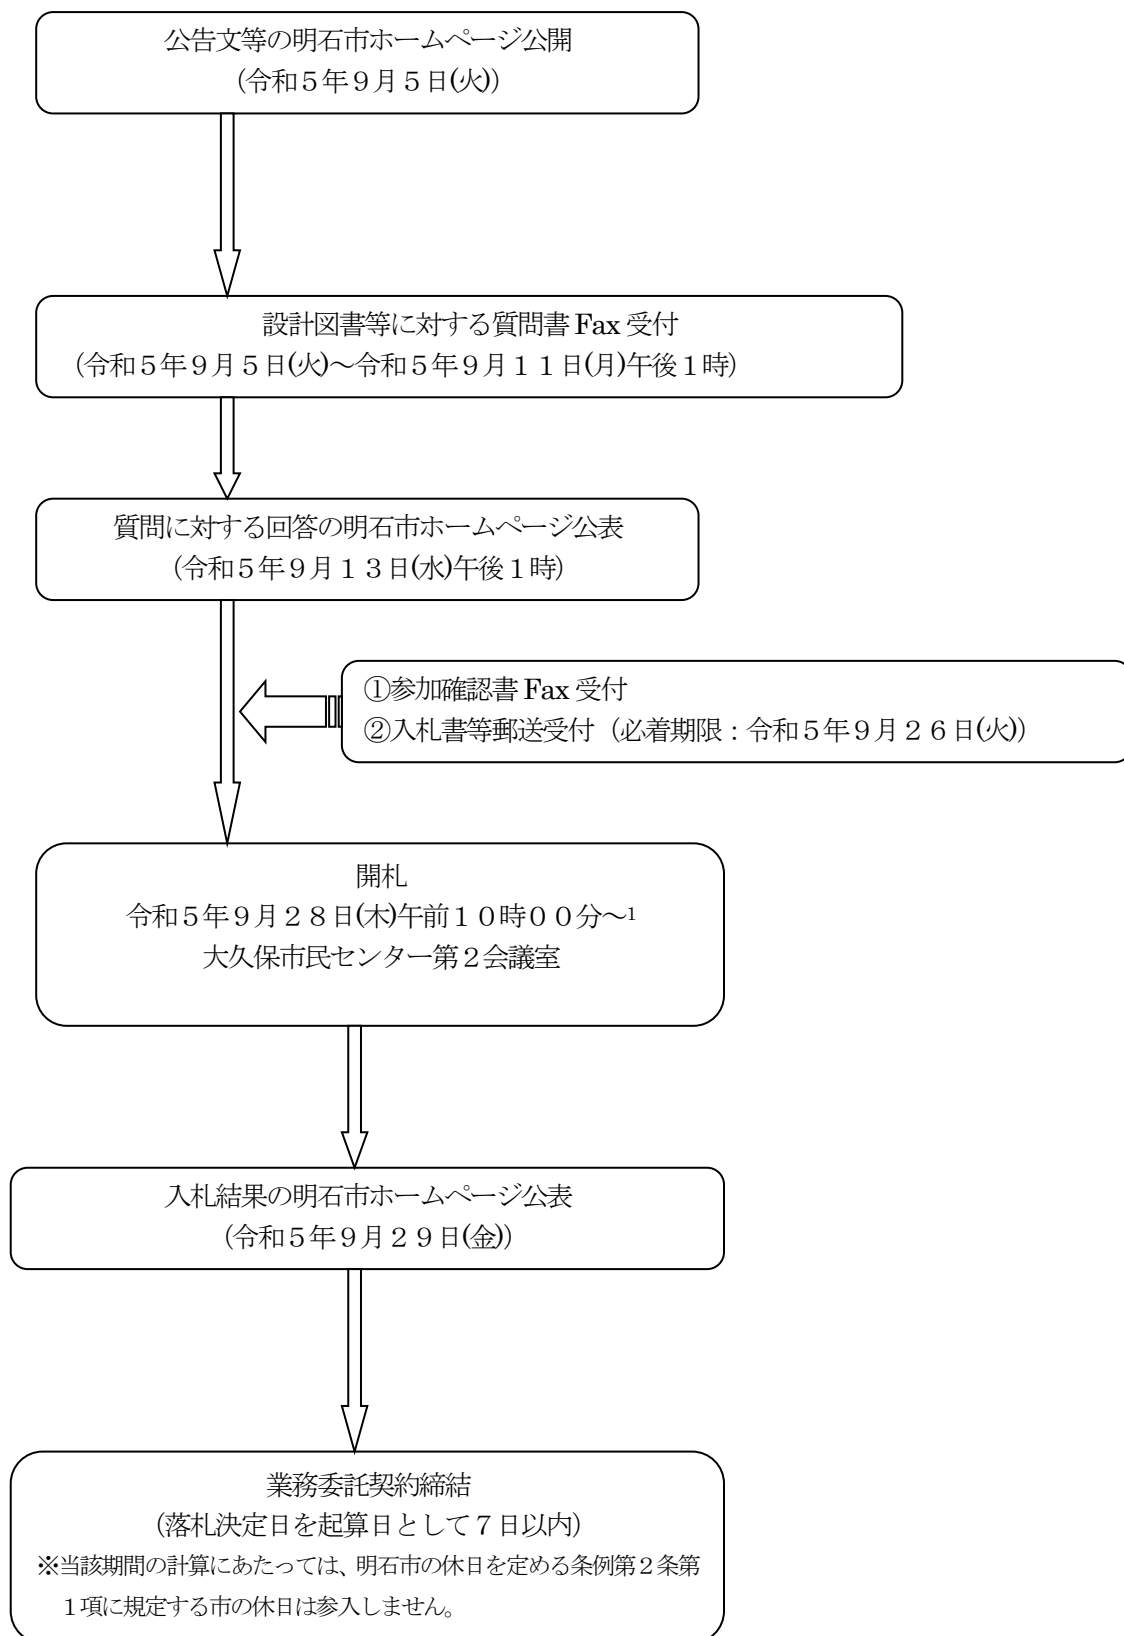 公告文等の明石市ホームページ公開
(令和5年９月５日(火))
設計図書等に対する質問書 Fax 受付
(令和５年９月５日(火)～令和５年９月１１日(月)午後１時)
質問に対する回答の明石市ホームページ公表
(令和５年９月１３日(水)午後１時)
①参加確認書 Fax 受付
②入札書等郵送受付（必着期限：令和５年９月２６日(火)）
開札
令和５年９月２８日(木)午前１０時００分～1
大久保市民センター第２会議室
入札結果の明石市ホームページ公表
(令和５年９月２９日(金))
業務委託契約締結
(落札決定日を起算日として７日以内)
※当該期間の計算にあたっては、明石市の休日を定める条例第２条第
１項に規定する市の休日は参入しません。